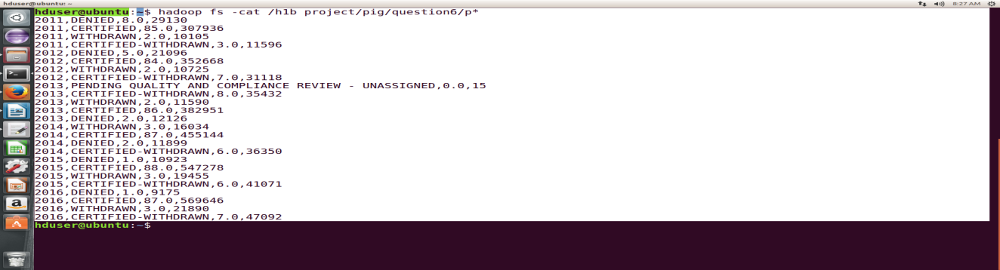 hduser@ubuntu: ~
8:27 AM
hduser@ubuntu:~$ hadoop fs -cat /h1b project/pig/question6/p*
2011,DENIED,8.0,29130
2011,CERTIFIED,85.0,307936
2011,WITHDRAWN,2.0,10105
2011,CERTIFIED-WITHDRAWN,3.0,11596
2012,DENIED,5.0,21096
2012,CERTIFIED,84.0,352668
2012,WITHDRAWN,2.0,10725
2012,CERTIFIED-WITHDRAWN,7.0,31118
2013,PENDING QUALITY AND COMPLIANCE REVIEW - UNASSIGNED,0.0,15
2013,CERTIFIED-WITHDRAWN,8.0,35432
2013,WITHDRAWN,2.0,11590
2013,CERTIFIED,86.0,382951
2013,DENIED,2.0,12126
2014,WITHDRAWN,3.0,16034
2014,CERTIFIED,87.0,455144
2014,DENIED,2.0,11899
2014,CERTIFIED-WITHDRAWN,6.0,36350
2015,DENIED,1.0,10923
2015,CERTIFIED,88.0,547278
2015,WITHDRAWN,3.0,19455
2015,CERTIFIED-WITHDRAWN,6.0,41071
2016,DENIED,1.0,9175
2016,CERTIFIED,87.0,569646
2016,WITHDRAWN,3.0,21890
2016,CERTIFIED-WITHDRAWN,7.0,47092
hduser@ubuntu:~$